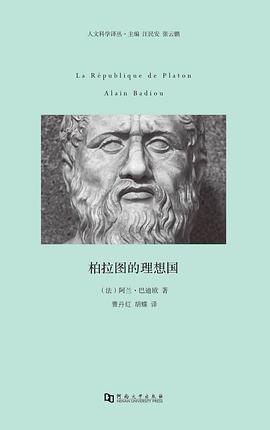 人文科学译丛·主编 汪民安 张云鹏
La République de Platon
Alain Badiou
柏拉图的理想国
（法）阿兰·巴迪欧 著
曹丹红 胡蝶 译
河南大学出版社
HENAN UNIVERSITY PRESS